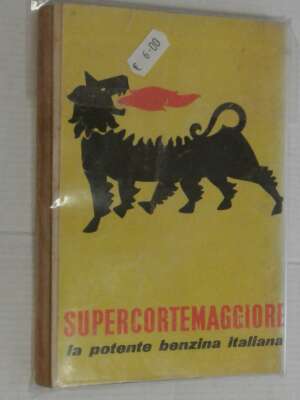 € 6.00
SUPERCORTEMAGGIORE
la potente benzina italiana